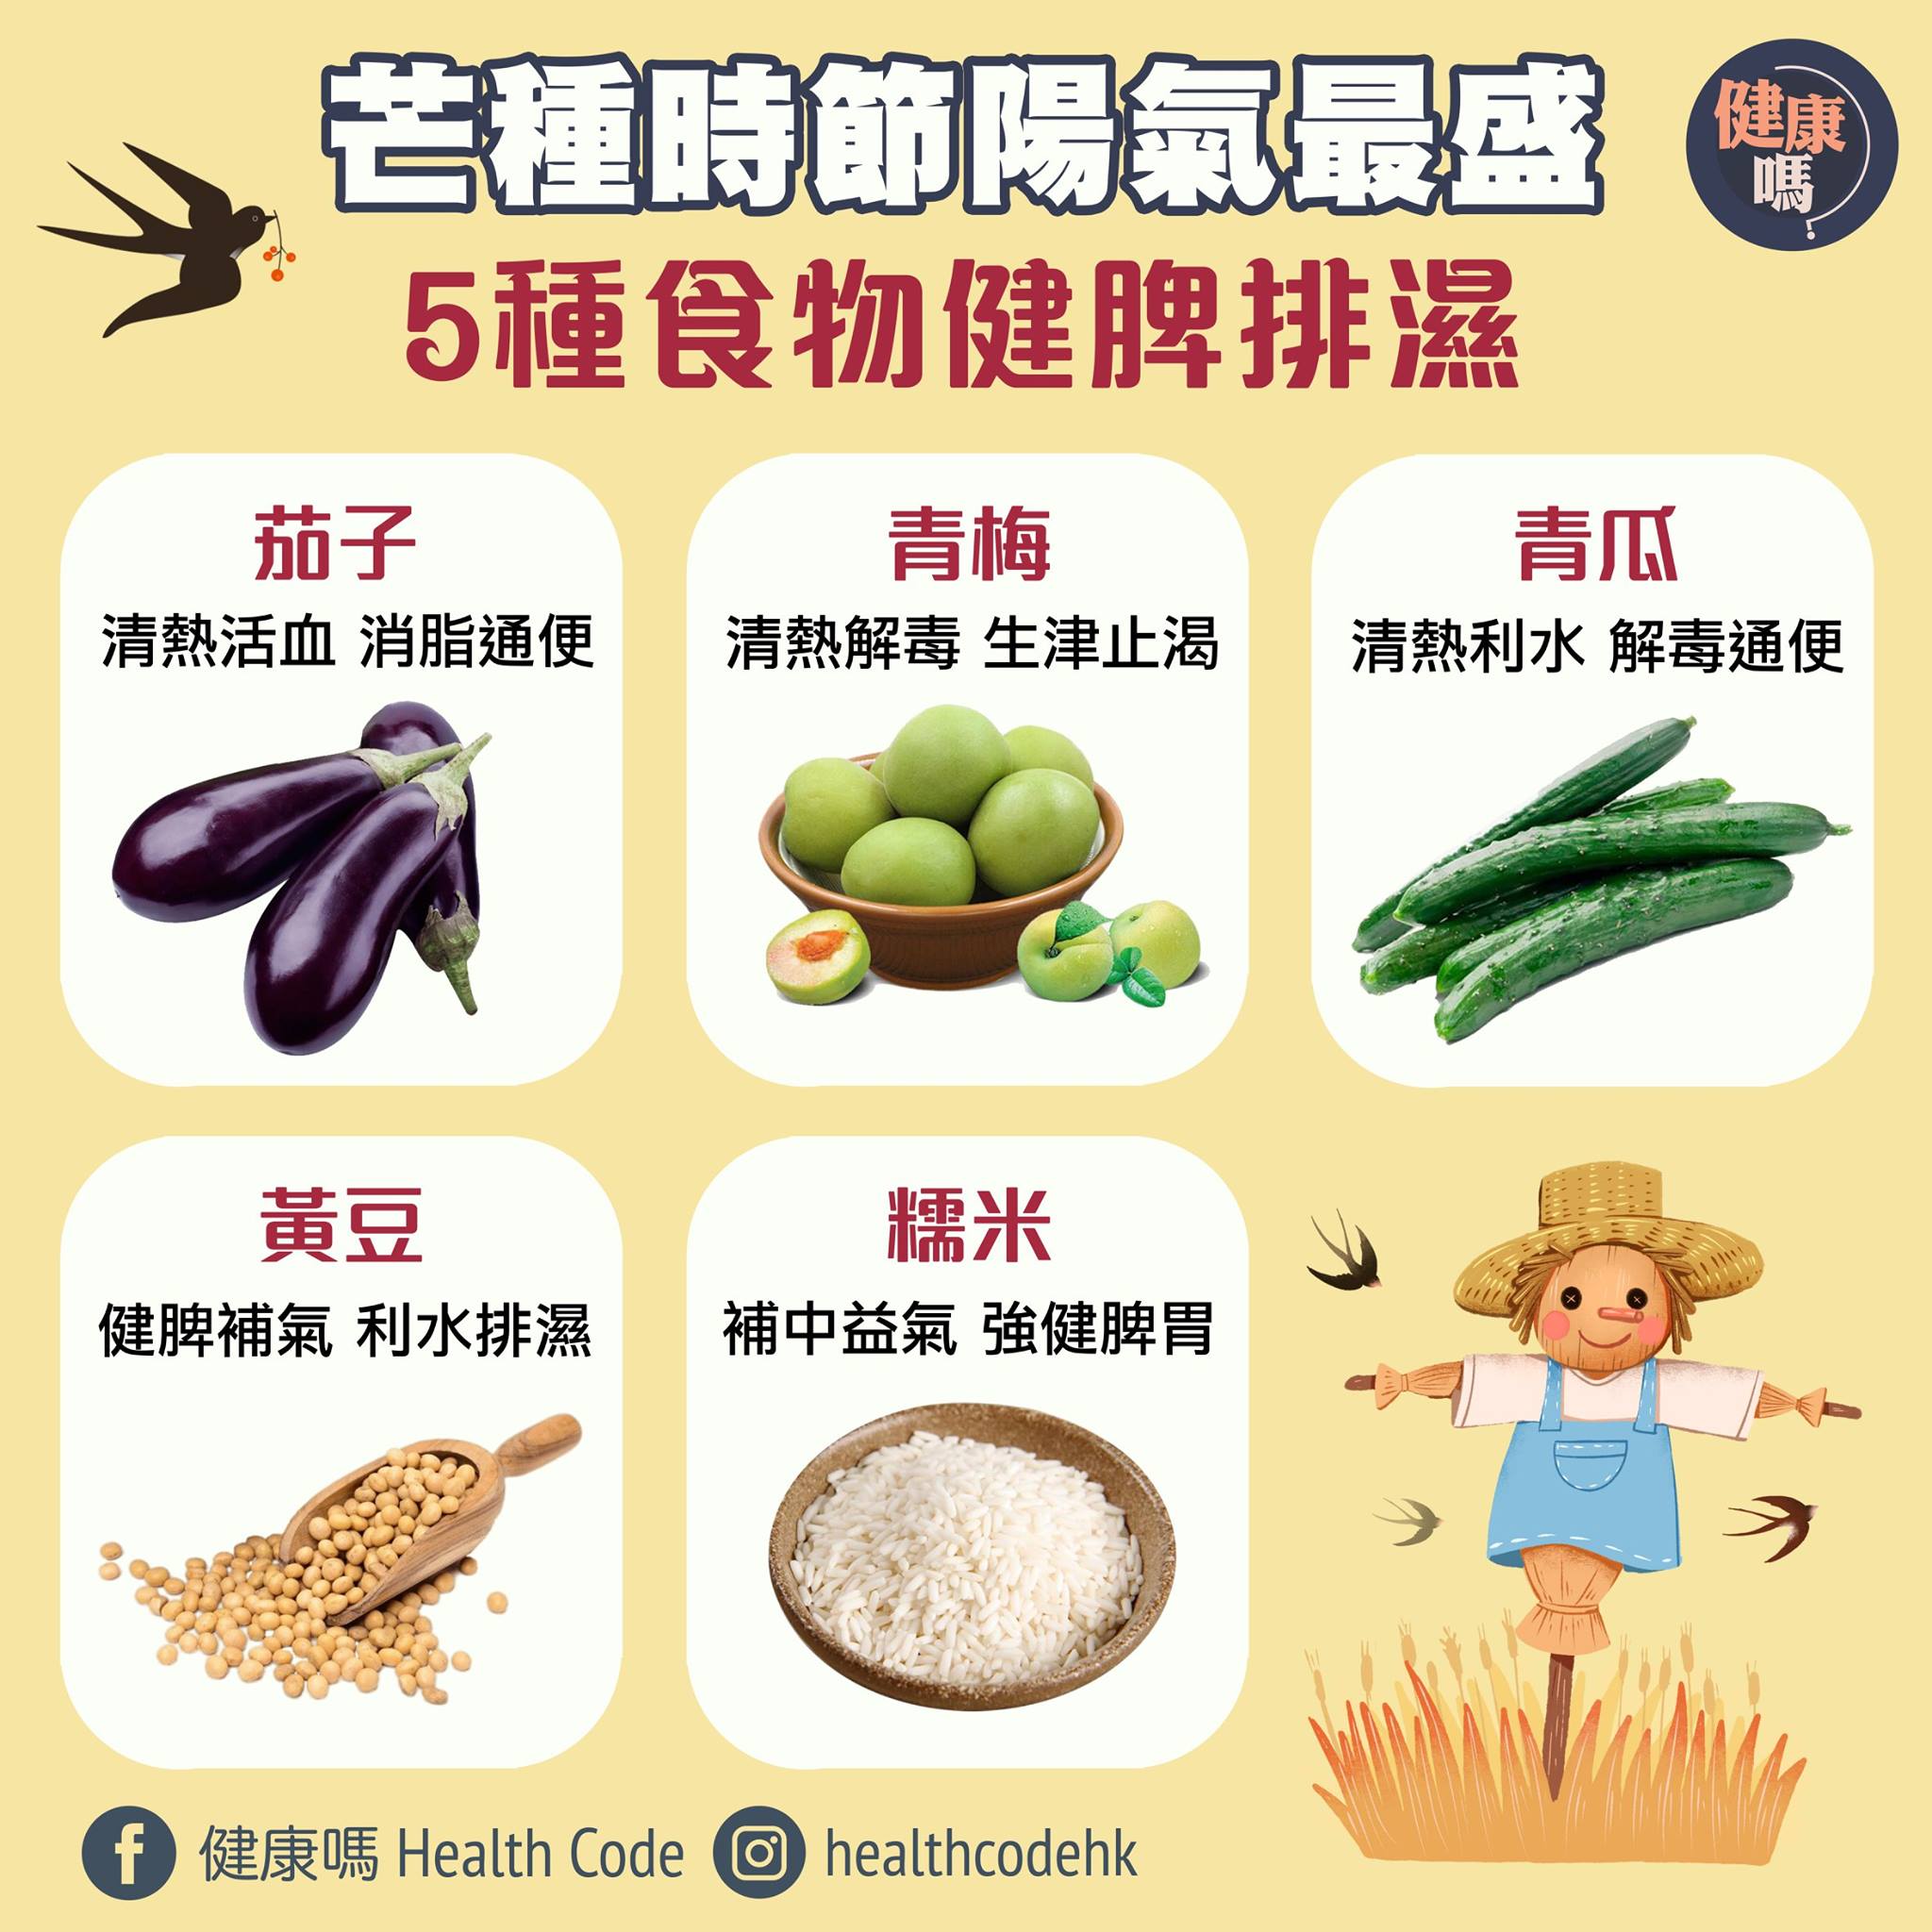 芒種時節陽氣最盛
健康
嗎?
5種食物健脾排濕
茄子
清熱活血 消脂通便
青梅
清熱解毒 生津止渴
青瓜
清熱利水 解毒通便
黃豆
健脾補氣 利水排濕
糯米
補中益氣 強健脾胃
健康嗎 Health Code
healthcodehk